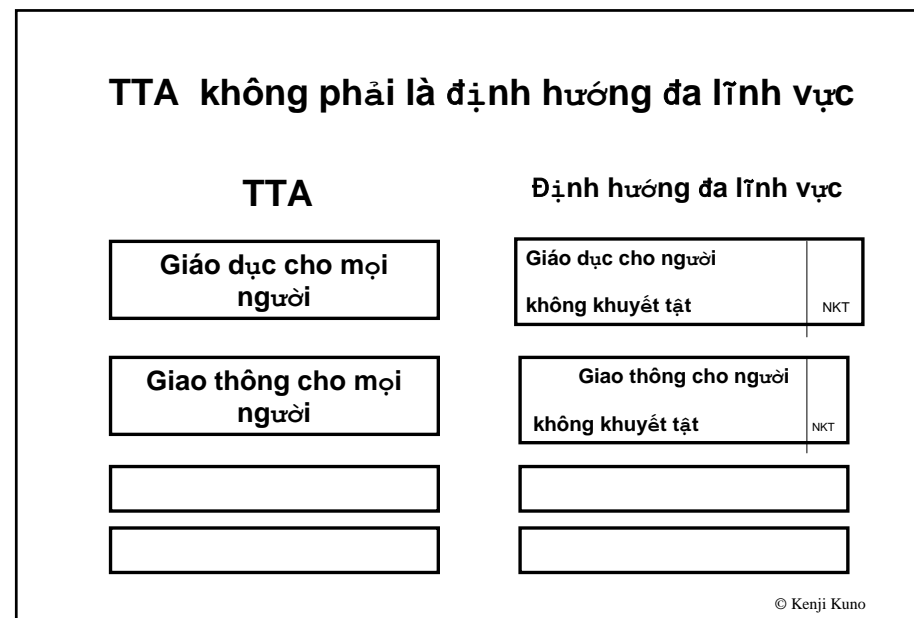 TTA không phải là định hướng đa lĩnh vực
TTA
Định hướng đa lĩnh vực
Giáo dục cho mọi
người
Giáo dục cho người
không khuyết tật
NKT
Giao thông cho mọi
người
Giao thông cho người
không khuyết tật
NKT
© Kenji Kuno